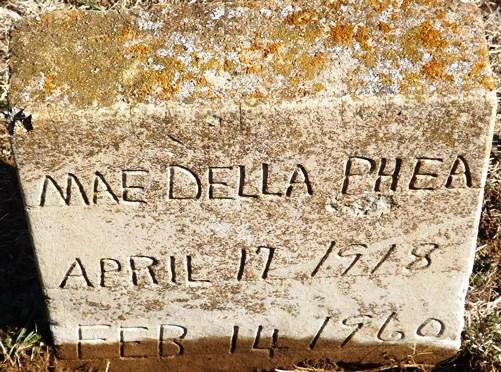 MAE DELLA PHEA
APRIL 17 1918
FEB 14 1960